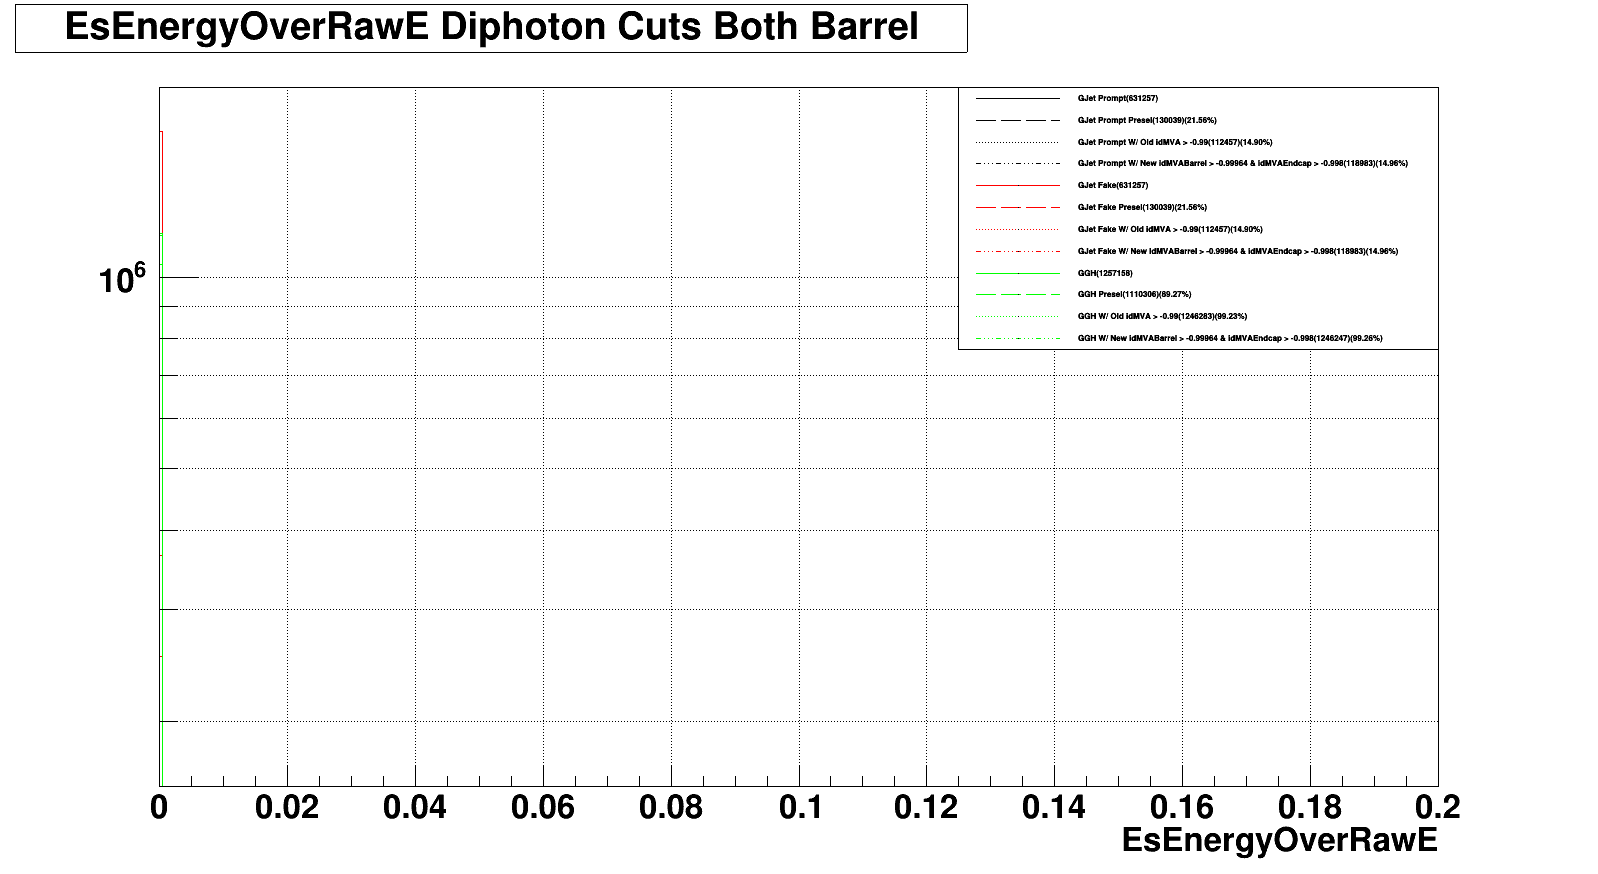 EsEnergyOverRawE Diphoton Cuts Both Barrel
GJet Prompt(631257)
GJet Prompt Presel(130039)(21.56%)
GJet Prompt W/ Old idMVA > -0.99(112457)(14.90%)
GJet Prompt W/ New idMVABarrel > -0.99964 & idMVAEndcap > -0.998(118983)(14.96%)
GJet Fake(631257)
GJet Fake Presel(130039)(21.56%)
GJet Fake W/ Old idMVA > -0.99(112457)(14.90%)
GJet Fake W/ New idMVABarrel > -0.99964 & idMVAEndcap > -0.998(118983)(14.96%)
GGH(1257158)
GGH Presel(1110306)(89.27%)
GGH W/ Old idMVA > -0.99(1246283)(99.23%)
GGH W/ New idMVABarrel > -0.99964 & idMVAEndcap > -0.998(1246247)(99.26%)
10⁶
0 0.02 0.04 0.06 0.08 0.1 0.12 0.14 0.16 0.18 0.2
EsEnergyOverRawE